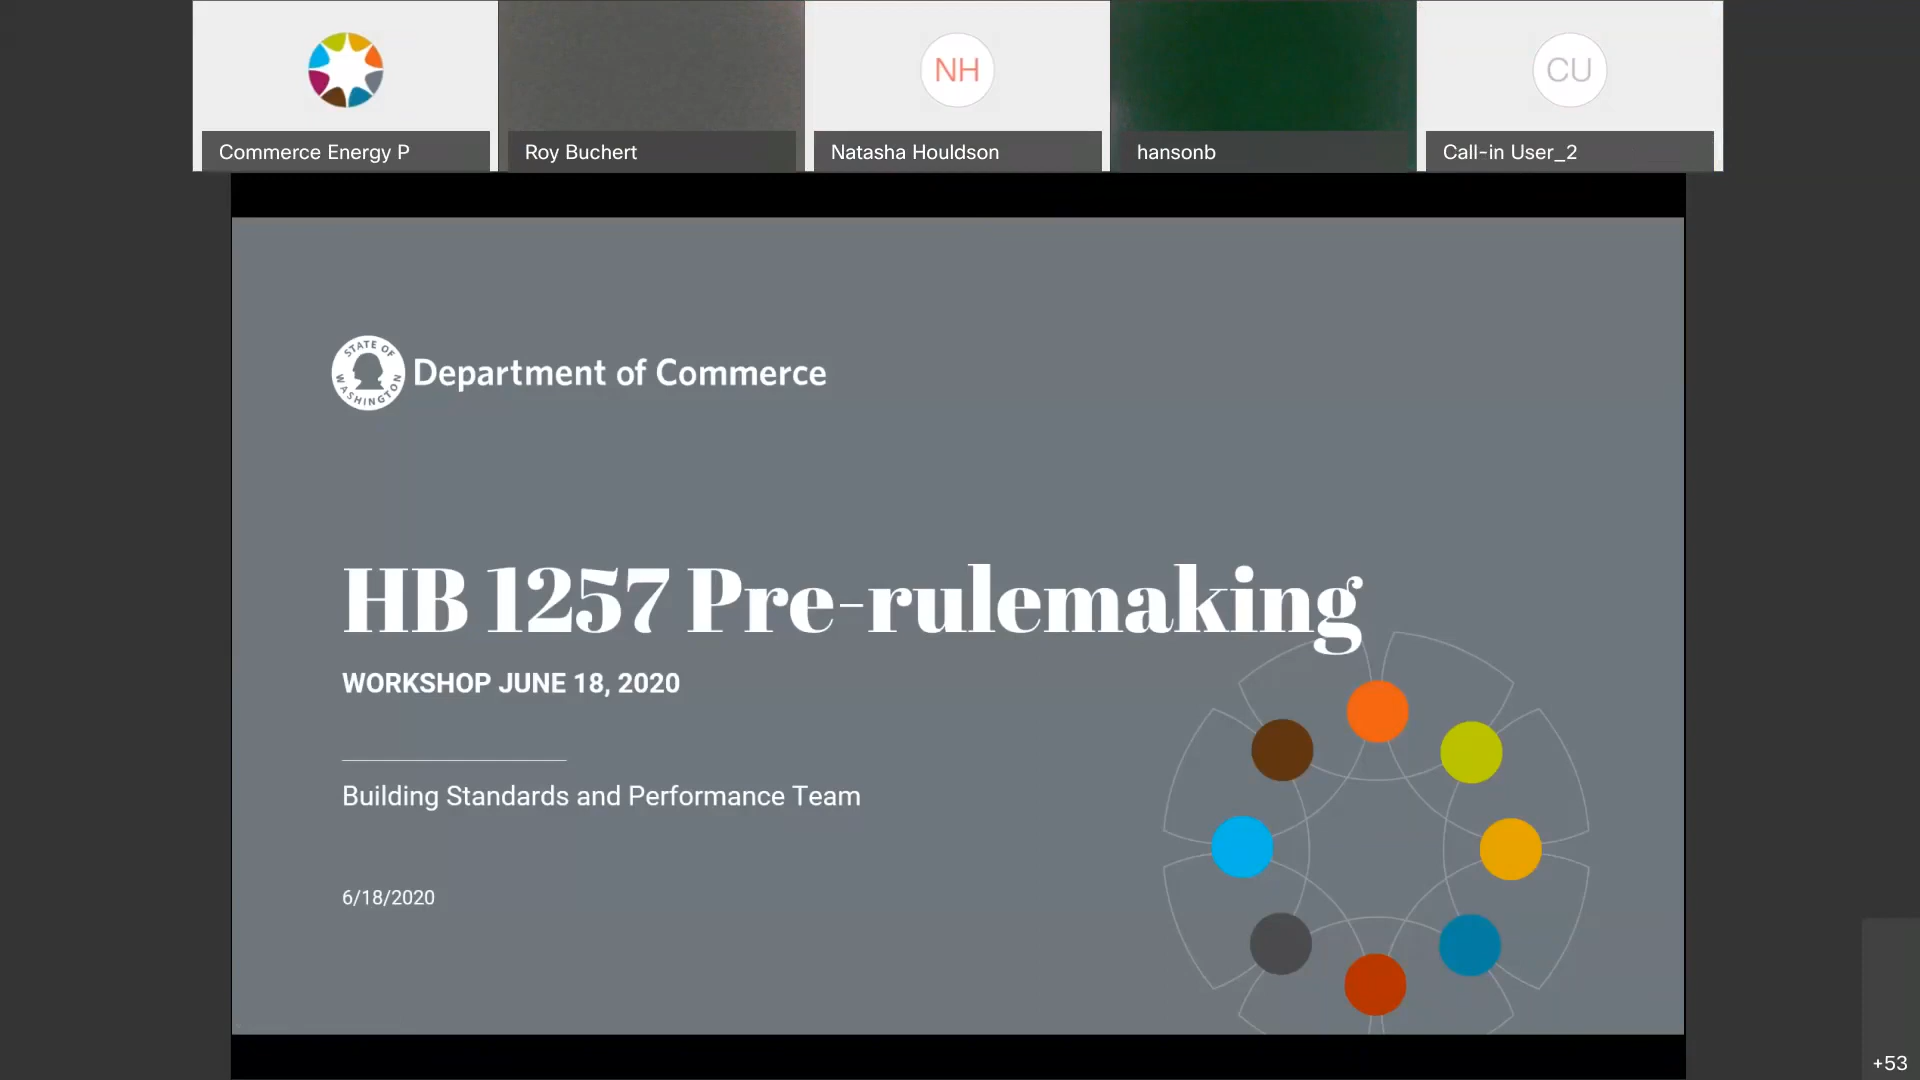 Commerce Energy P
Roy Buchert
NH
Natasha Houldson
hansonb
CU
Call-in User_2
STATE OF WASHINGTON
Department of Commerce
HB 1257 Pre-rulemaking
WORKSHOP JUNE 18, 2020
Building Standards and Performance Team
6/18/2020
+53